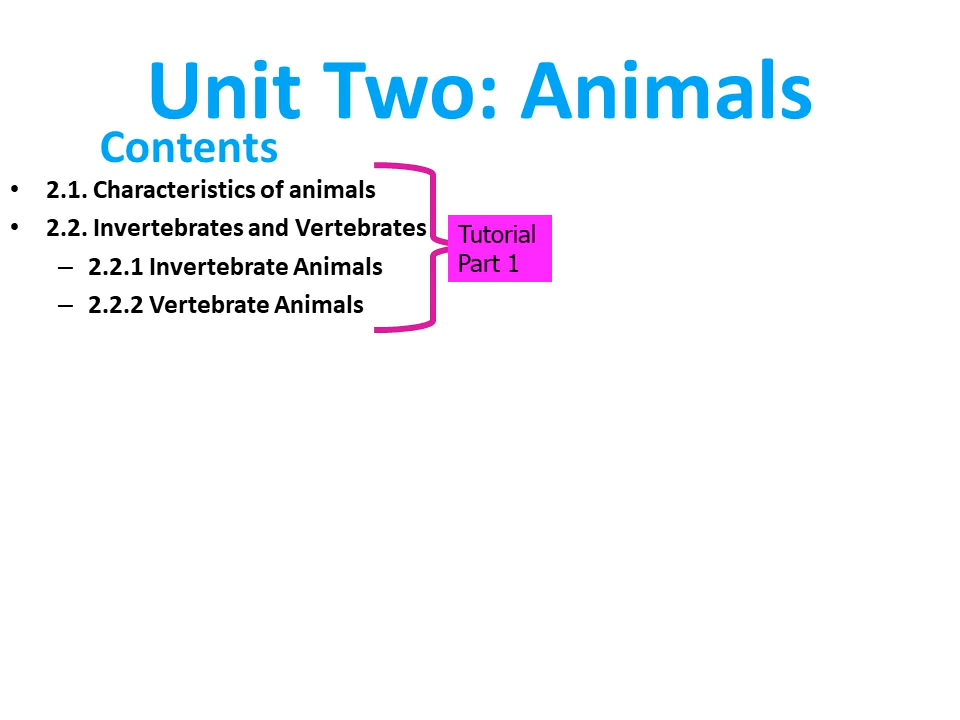 Unit Two: Animals
Contents
• 2.1. Characteristics of animals
• 2.2. Invertebrates and Vertebrates
– 2.2.1 Invertebrate Animals
– 2.2.2 Vertebrate Animals
Tutorial
Part 1